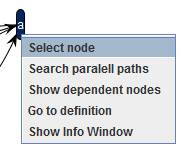 a
Select node
Search paralell paths
Show dependent nodes
Go to definition
Show Info Window